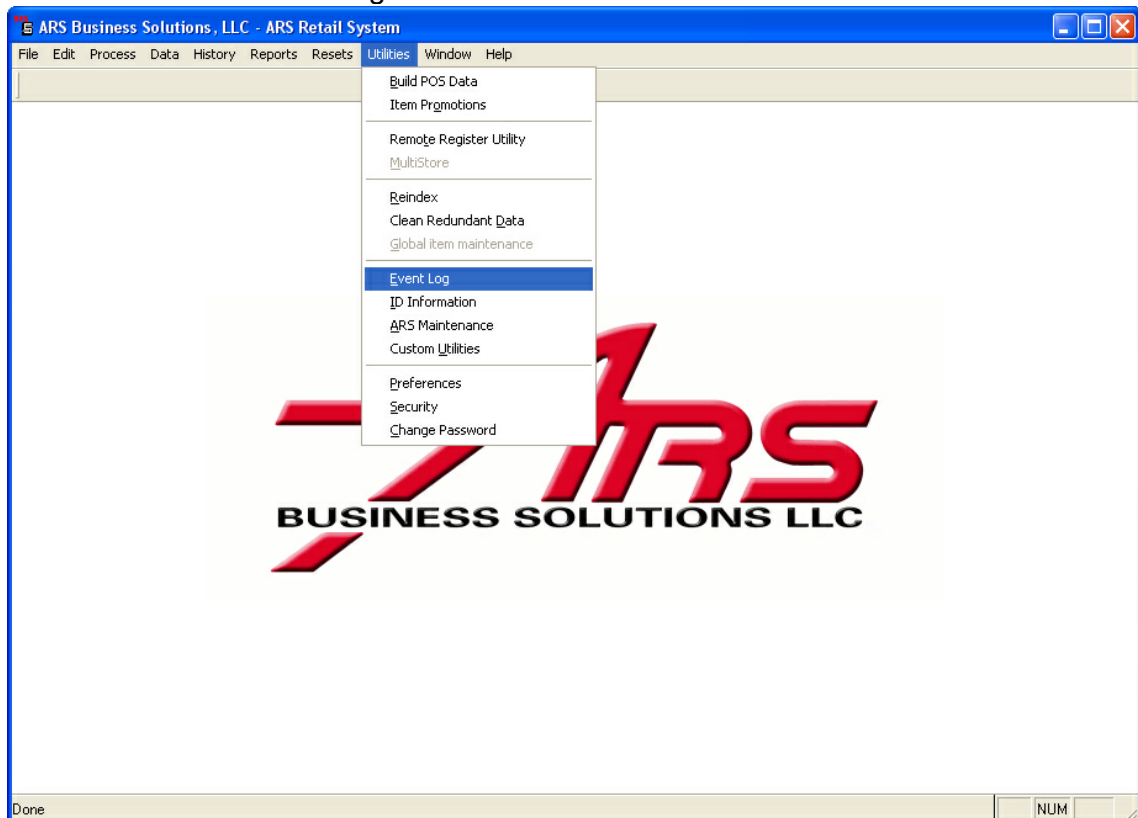 ARS Business Solutions, LLC - ARS Retail System
File Edit Process Data History Reports Resets Utilities Window Help
Build POS Data
Item Promotions
Remote Register Utility
MultiStore
Reindex
Clean Redundant Data
Global item maintenance
Event Log
ID Information
ARS Maintenance
Custom Utilities
Preferences
Security
Change Password
ARS
BUSINESS SOLUTIONS LLC
Done NUM